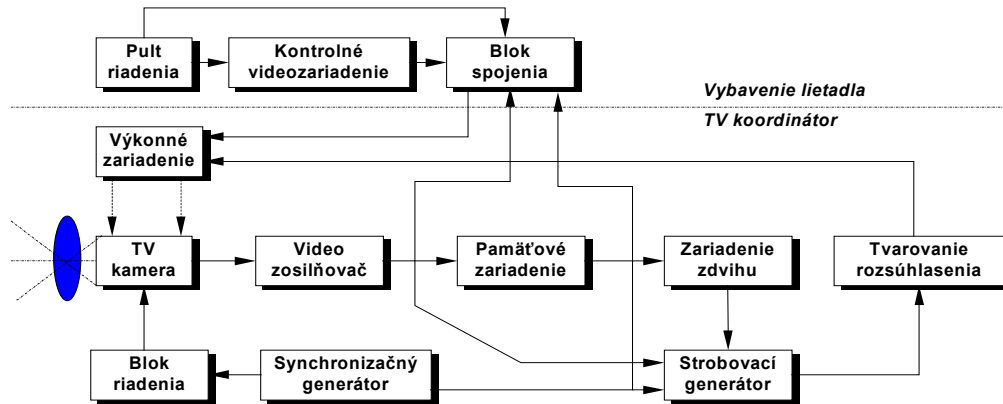 Pult
riadenia
Kontrolné
videozariadenie
Blok
spojenia
Vybavenie lietadla
TV koordinátor
Výkonné
zariadenie
TV
kamera
Video
zosilňovač
Pamäťové
zariadenie
Zariadenie
zdvihu
Tvarovanie
rozsúhlasenia
Blok
riadenia
Synchronizačný
generátor
Strobovací
generátor